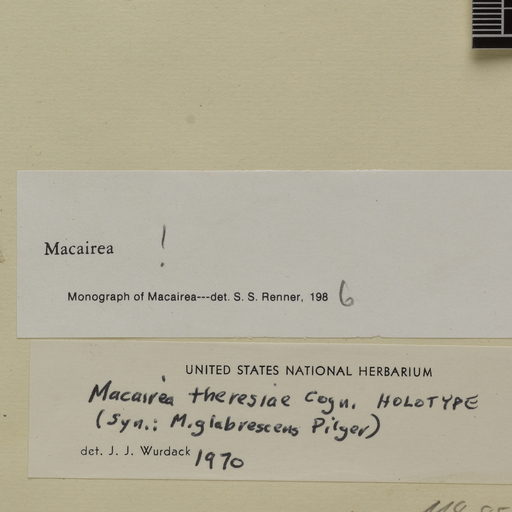 Macairea !
Monograph of Macairea---det. S. S. Renner, 1986
UNITED STATES NATIONAL HERBARIUM
Macairea theresiae Cogn. HOLOTYPE
(Syn.: M. glabrescens Pilger)
det. J. J. Wurdack 1970